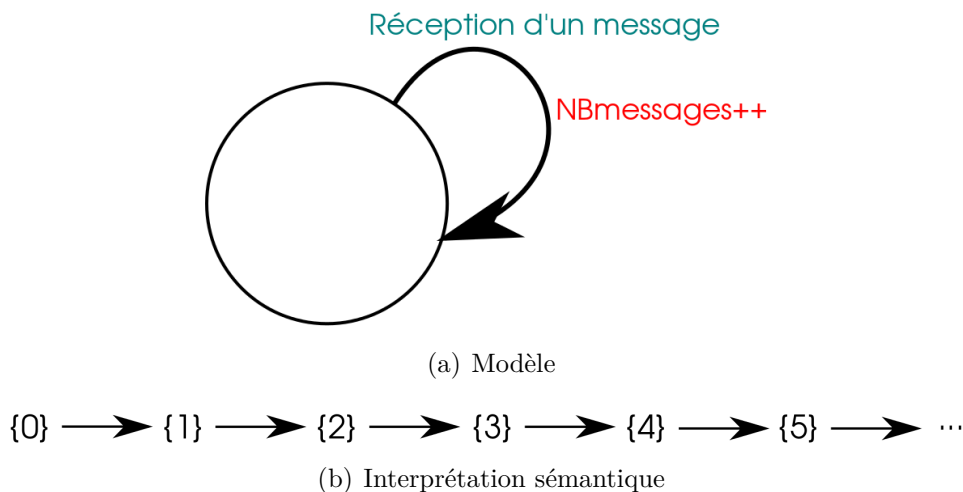 Réception d'un message
NBmessages++
(a) Modèle
{0} {1} {2} {3} {4} {5} ...
(b) Interprétation sémantique